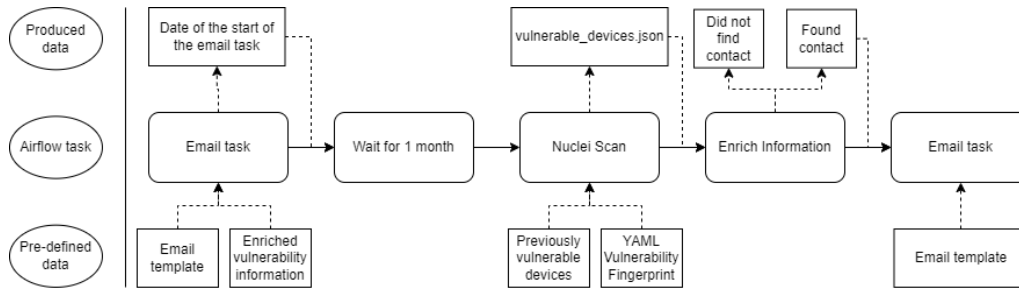 Produced
data
Date of the start of
the email task
vulnerable_devices.json
Did not
find
contact
Found
contact
Airflow task
Email task
Wait for 1 month
Nuclei Scan
Enrich Information
Email task
Pre-defined
data
Email
template
Enriched
vulnerability
information
Previously
vulnerable
devices
YAML
Vulnerability
Fingerprint
Email template